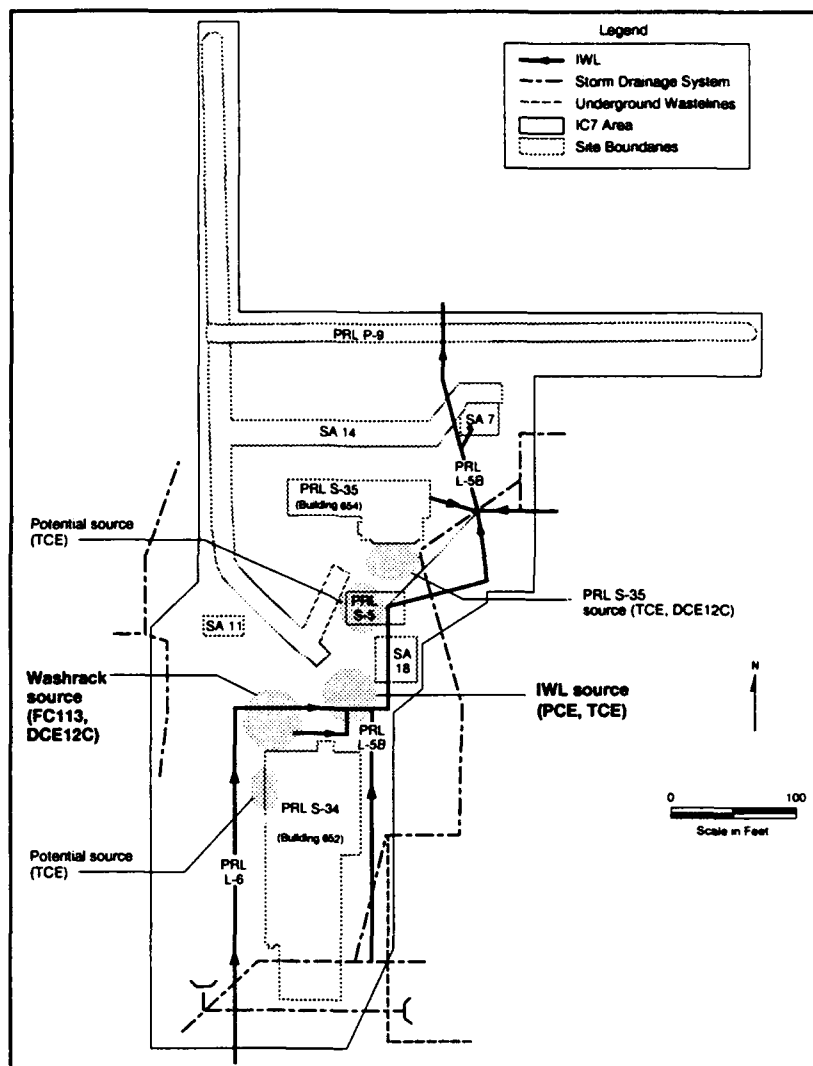 Legend
IWL
Storm Drainage System
Underground Wastelines
IC7 Area
Site Boundaries
PRL P-9
SA 7
SA 14
PRL
L-5B
PRL S-35
(Building 654)
Potential source
(TCE)
PRL S-35
source (TCE, DCE12C)
PRL
S-5
SA 11
SA
18
Washrack
source
(FC113,
DCE12C)
IWL source
(PCE, TCE)
N
PRL
L-5B
PRL S-34
(Building 652)
0 100
Scale in Feet
Potential source
(TCE)
PRL
L-6